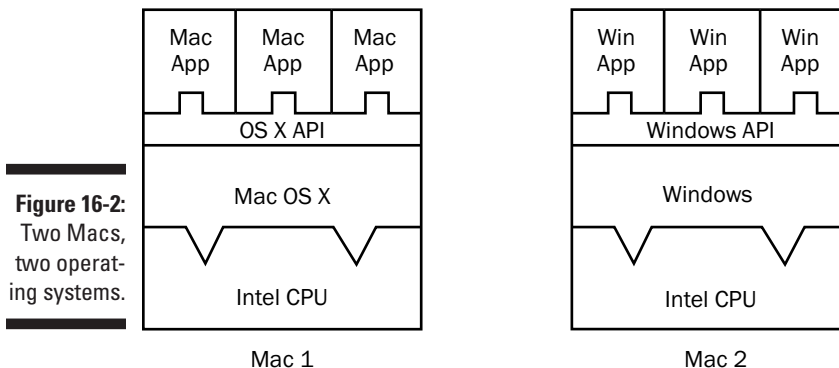 Mac App
Mac App
Mac App
OS X API
Mac OS X
Intel CPU
Mac 1
Win App
Win App
Win App
Windows API
Windows
Intel CPU
Mac 2
Figure 16-2:
Two Macs,
two operat-
ing systems.